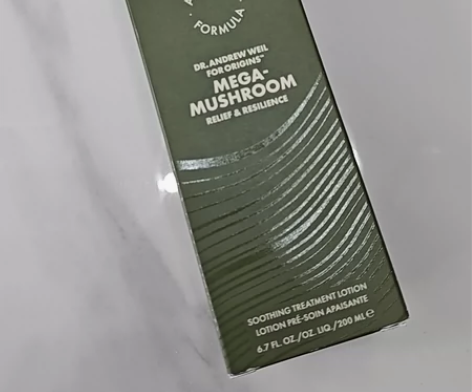 FORMULA
DR. ANDREW WEIL
FOR ORIGINS™
MEGA-
MUSHROOM
RELIEF & RESILIENCE
SOOTHING TREATMENT LOTION
LOTION PRÉ-SOIN APAISANTE
6.7 FL. OZ./OZ. LIQ./200 ML ℮